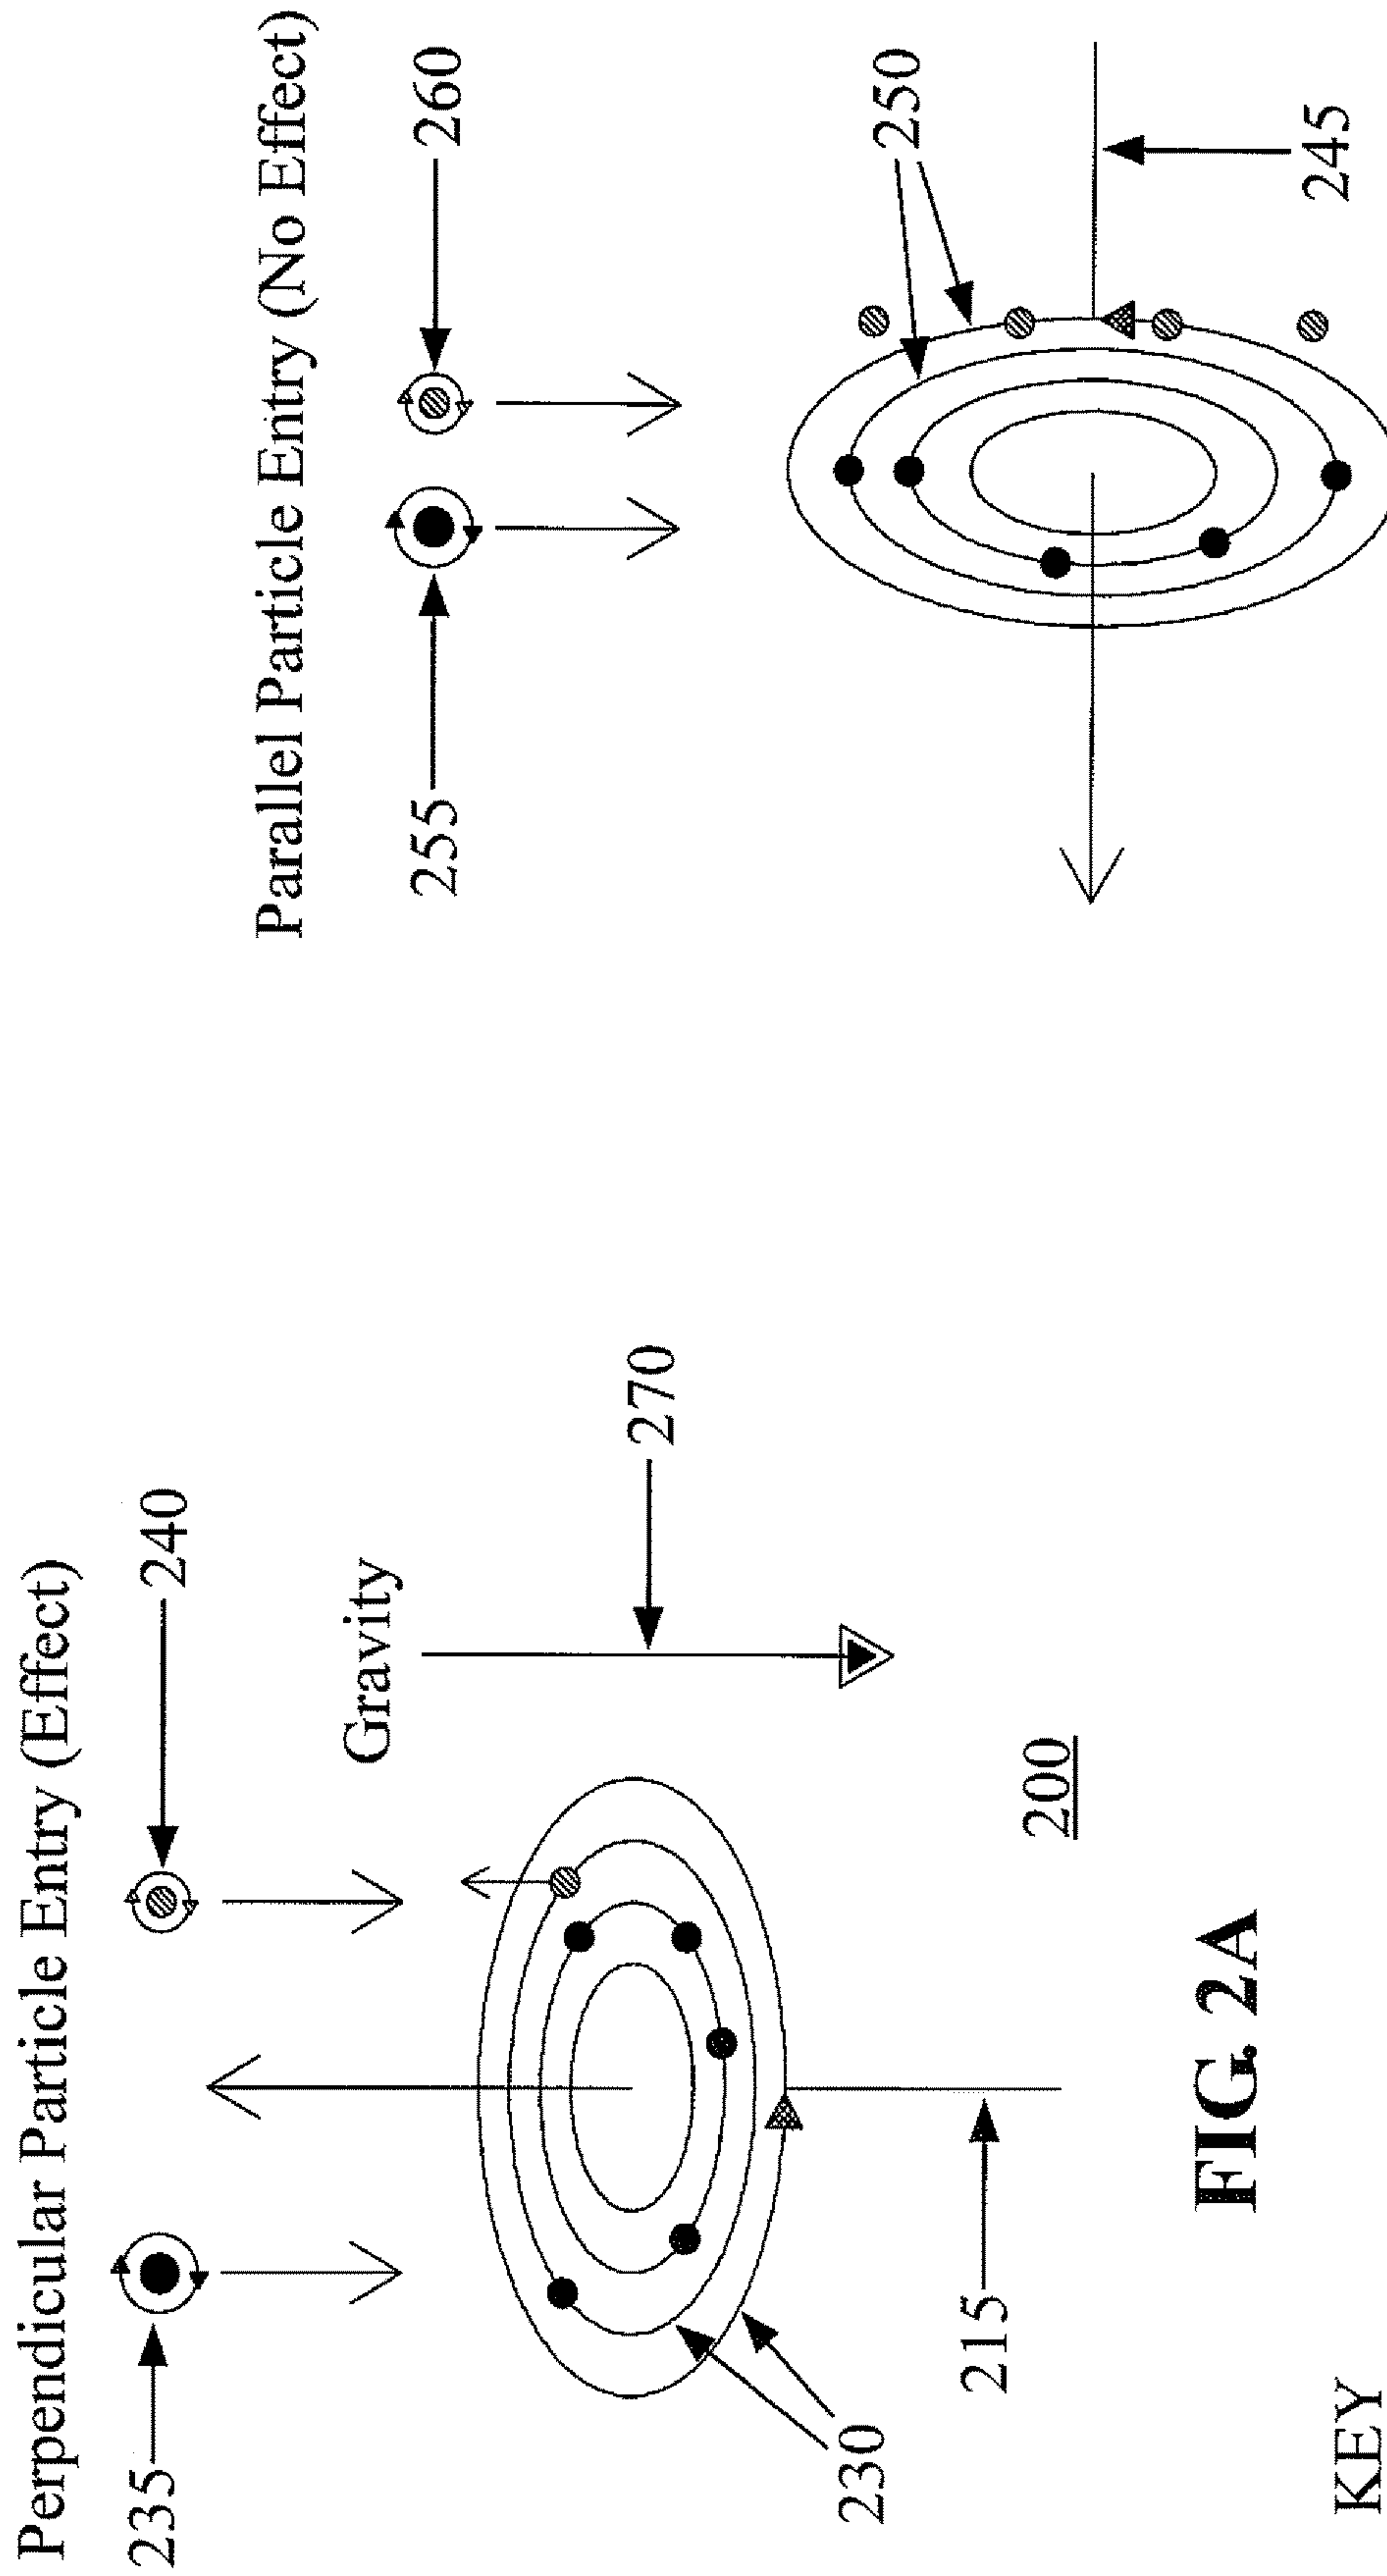 Perpendicular Particle Entry (Effect)
235
240
Gravity
270
230
215
200
Parallel Particle Entry (No Effect)
255
260
250
245
FIG. 2A
KEY